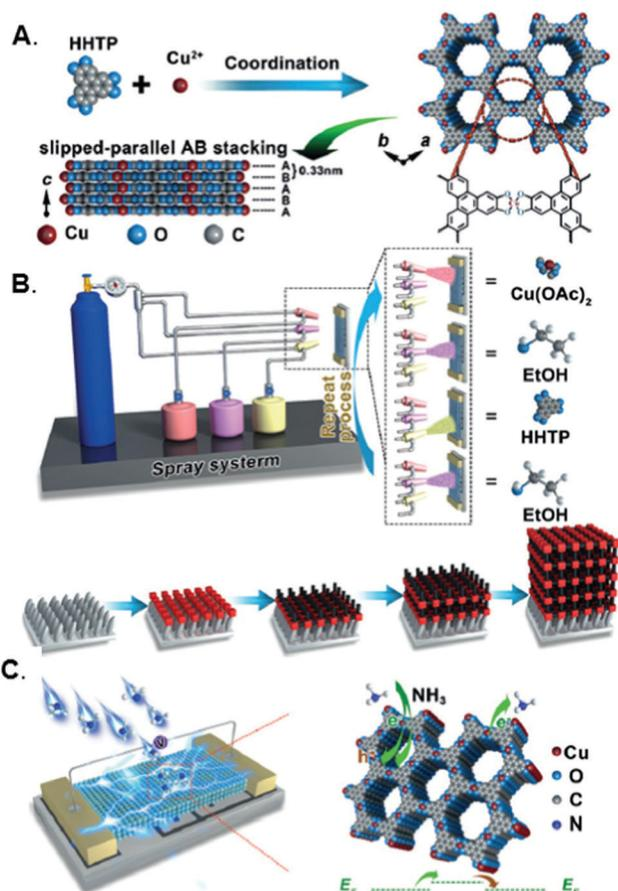 A.
HHTP
Cu2+
+
Coordination
slipped-parallel AB stacking
c
A
B
A
B
A
0.33nm
b
a
Cu
O
C
B.
Spray systerm
Repeat
process
=
Cu(OAc)2
=
EtOH
=
HHTP
=
EtOH
C.
V
NH3
e
h
e
Cu
O
C
N